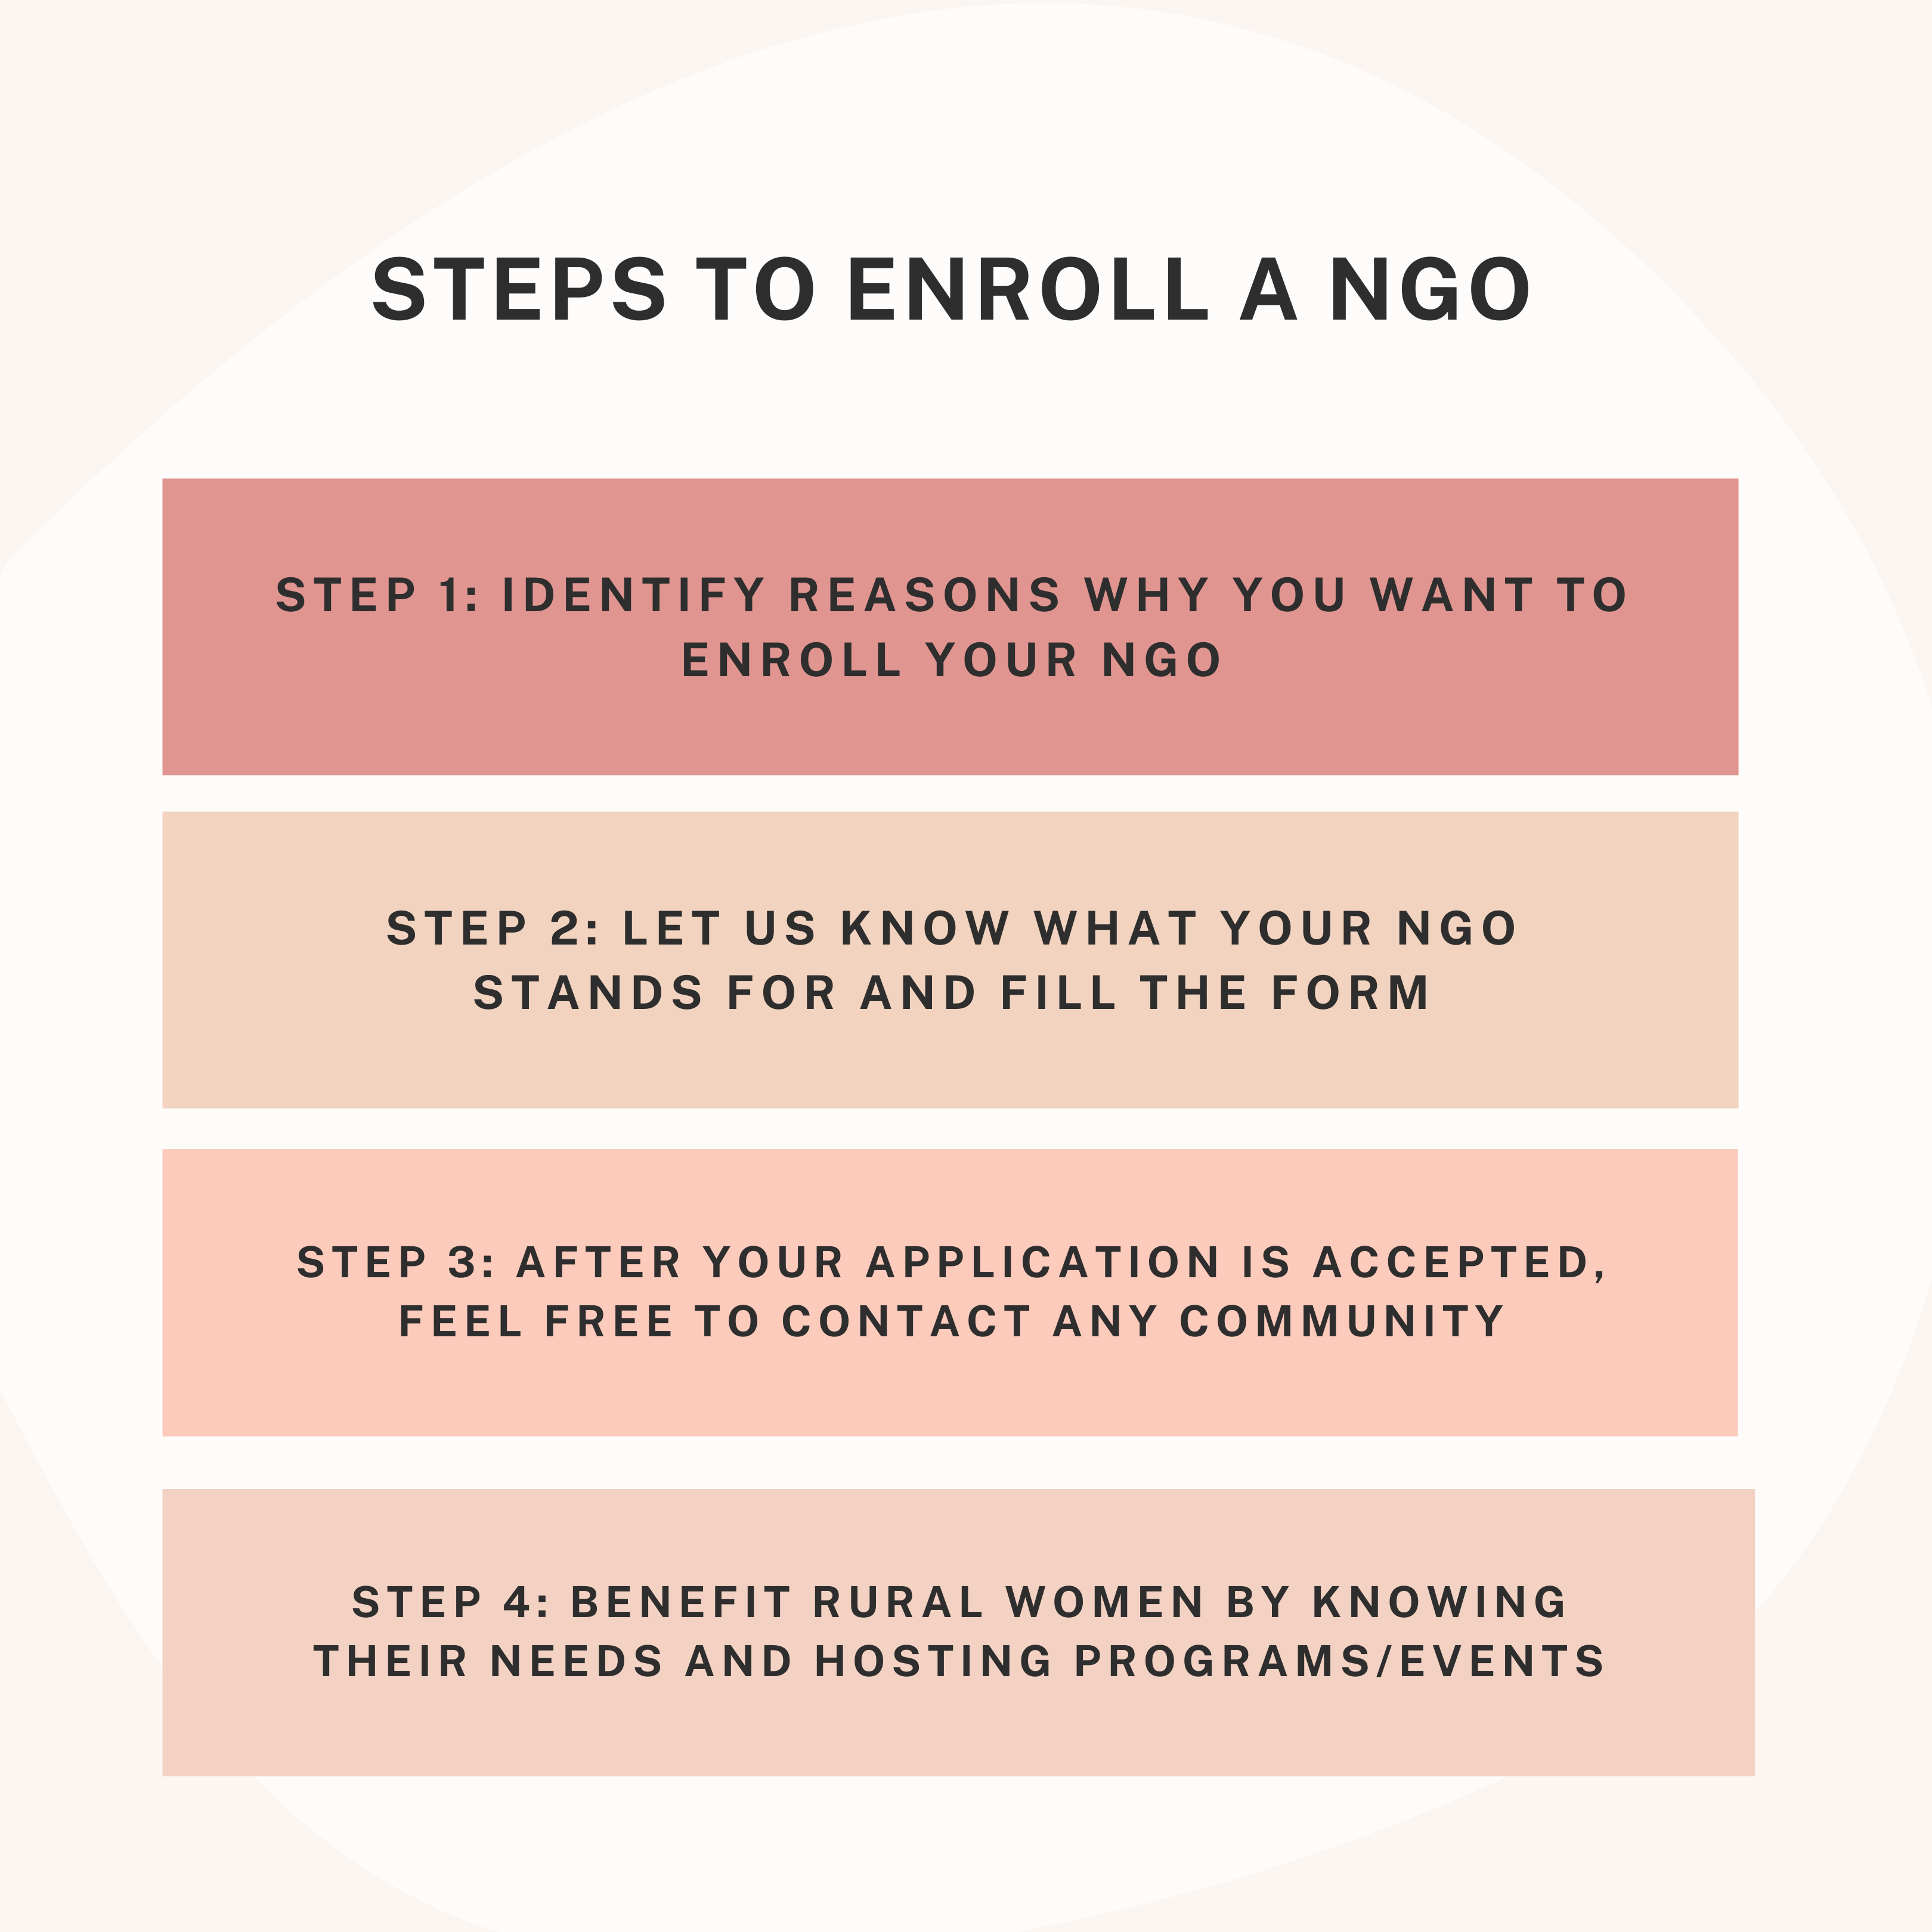 STEPS TO ENROLL A NGO
STEP 1: IDENTIFY REASONS WHY YOU WANT TO
ENROLL YOUR NGO
STEP 2: LET US KNOW WHAT YOUR NGO
STANDS FOR AND FILL THE FORM
STEP 3: AFTER YOUR APPLICATION IS ACCEPTED,
FEEL FREE TO CONTACT ANY COMMUNITY
STEP 4: BENEFIT RURAL WOMEN BY KNOWING
THEIR NEEDS AND HOSTING PROGRAMS/EVENTS